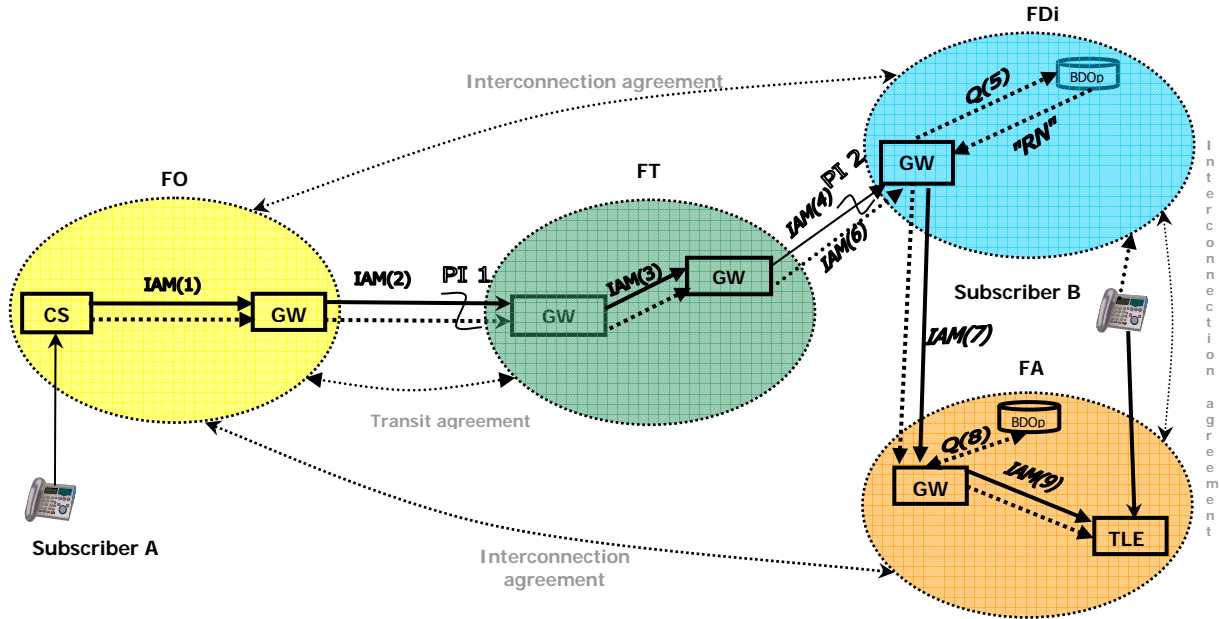 FDi
Interconnection agreement
Q(5)
BDOp
"RN"
GW
FO
FT
PI 2
IAM(4)
IAM(6)
IAM(1)
IAM(2)
PI 1
IAM(3)
GW
CS
GW
GW
Subscriber B
IAM(7)
FA
Transit agreement
BDOp
Q(8)
GW
IAM(9)
TLE
Subscriber A
Interconnection
agreement
Interconnection agreement